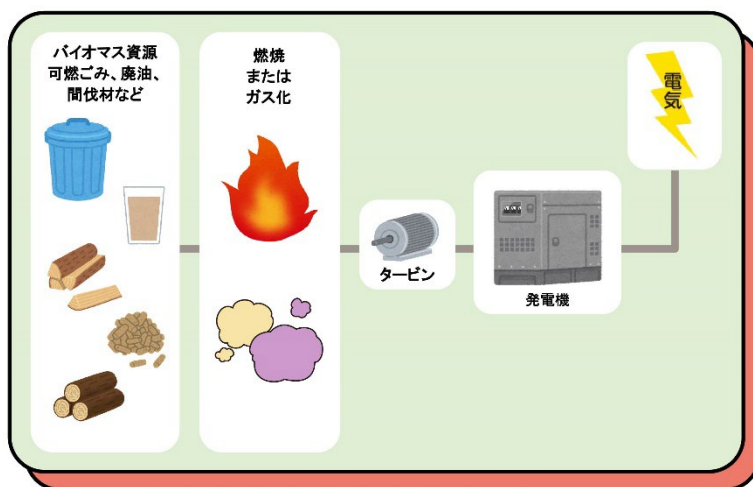 バイオマス資源
可燃ごみ、廃油、
間伐材など
燃焼
または
ガス化
タービン
発電機
電気